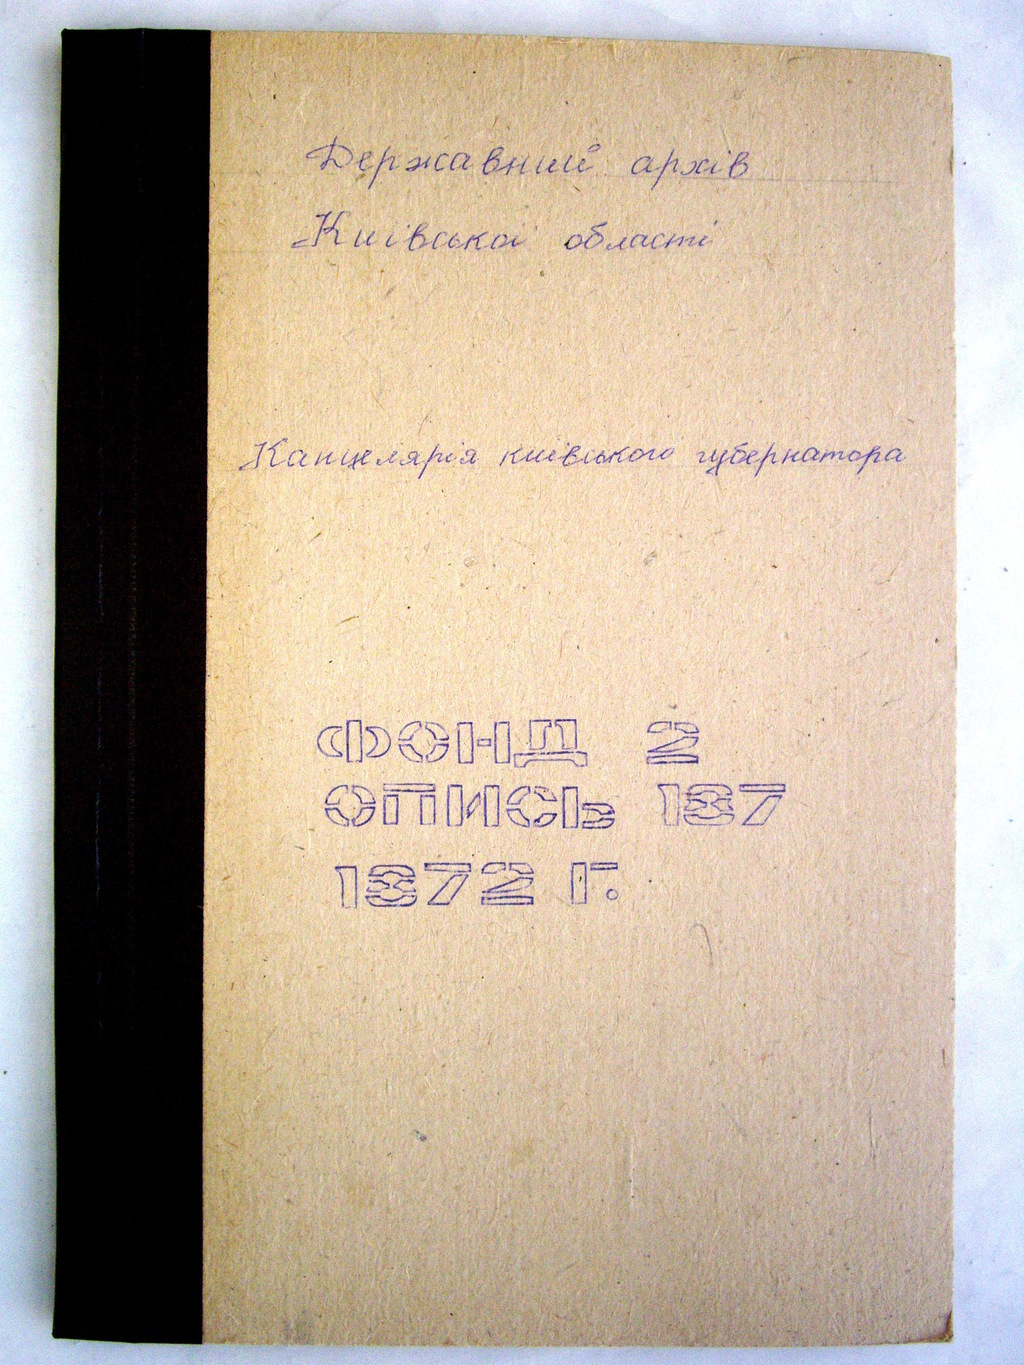 Державний архів
Київської області
Канцелярія київського губернатора
ФОНД 2
ОПИСЬ 187
1872 Г.